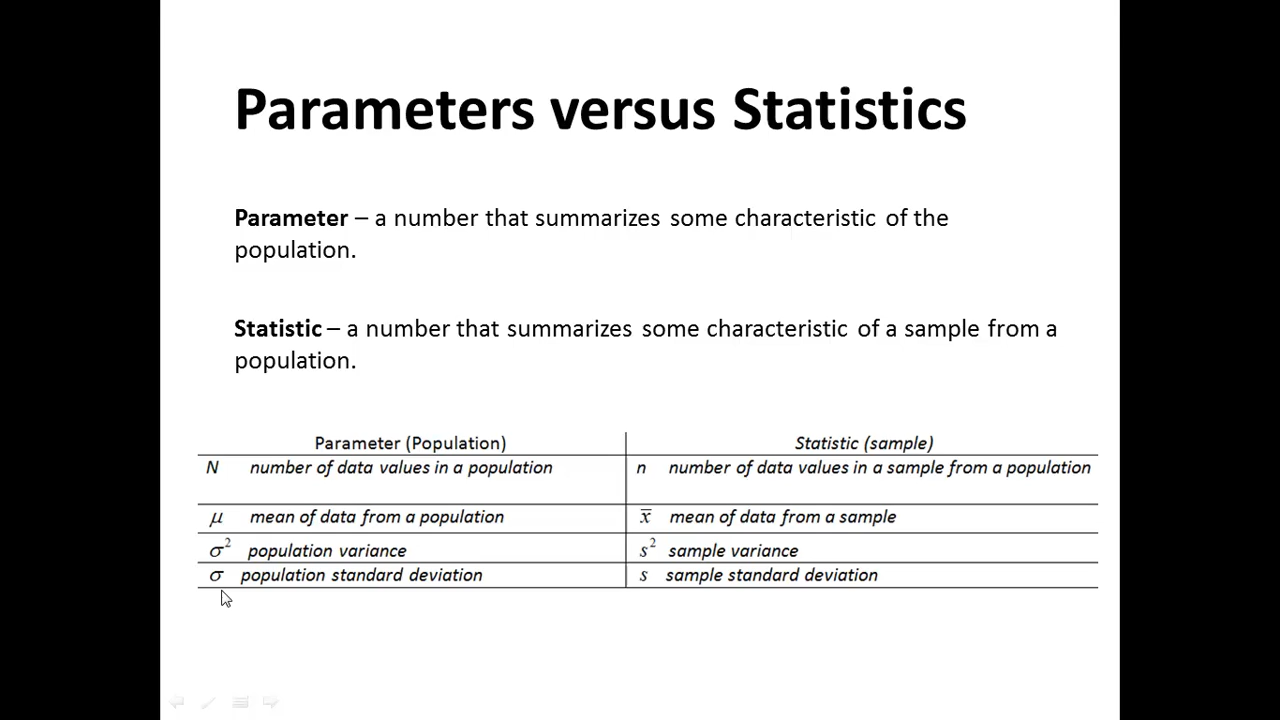 Parameters versus Statistics
Parameter – a number that summarizes some characteristic of the
population.
Statistic – a number that summarizes some characteristic of a sample from a
population.
Parameter (Population) Statistic (sample)
N number of data values in a population n number of data values in a sample from a population
μ mean of data from a population x̄ mean of data from a sample
σ² population variance s² sample variance
σ population standard deviation s sample standard deviation